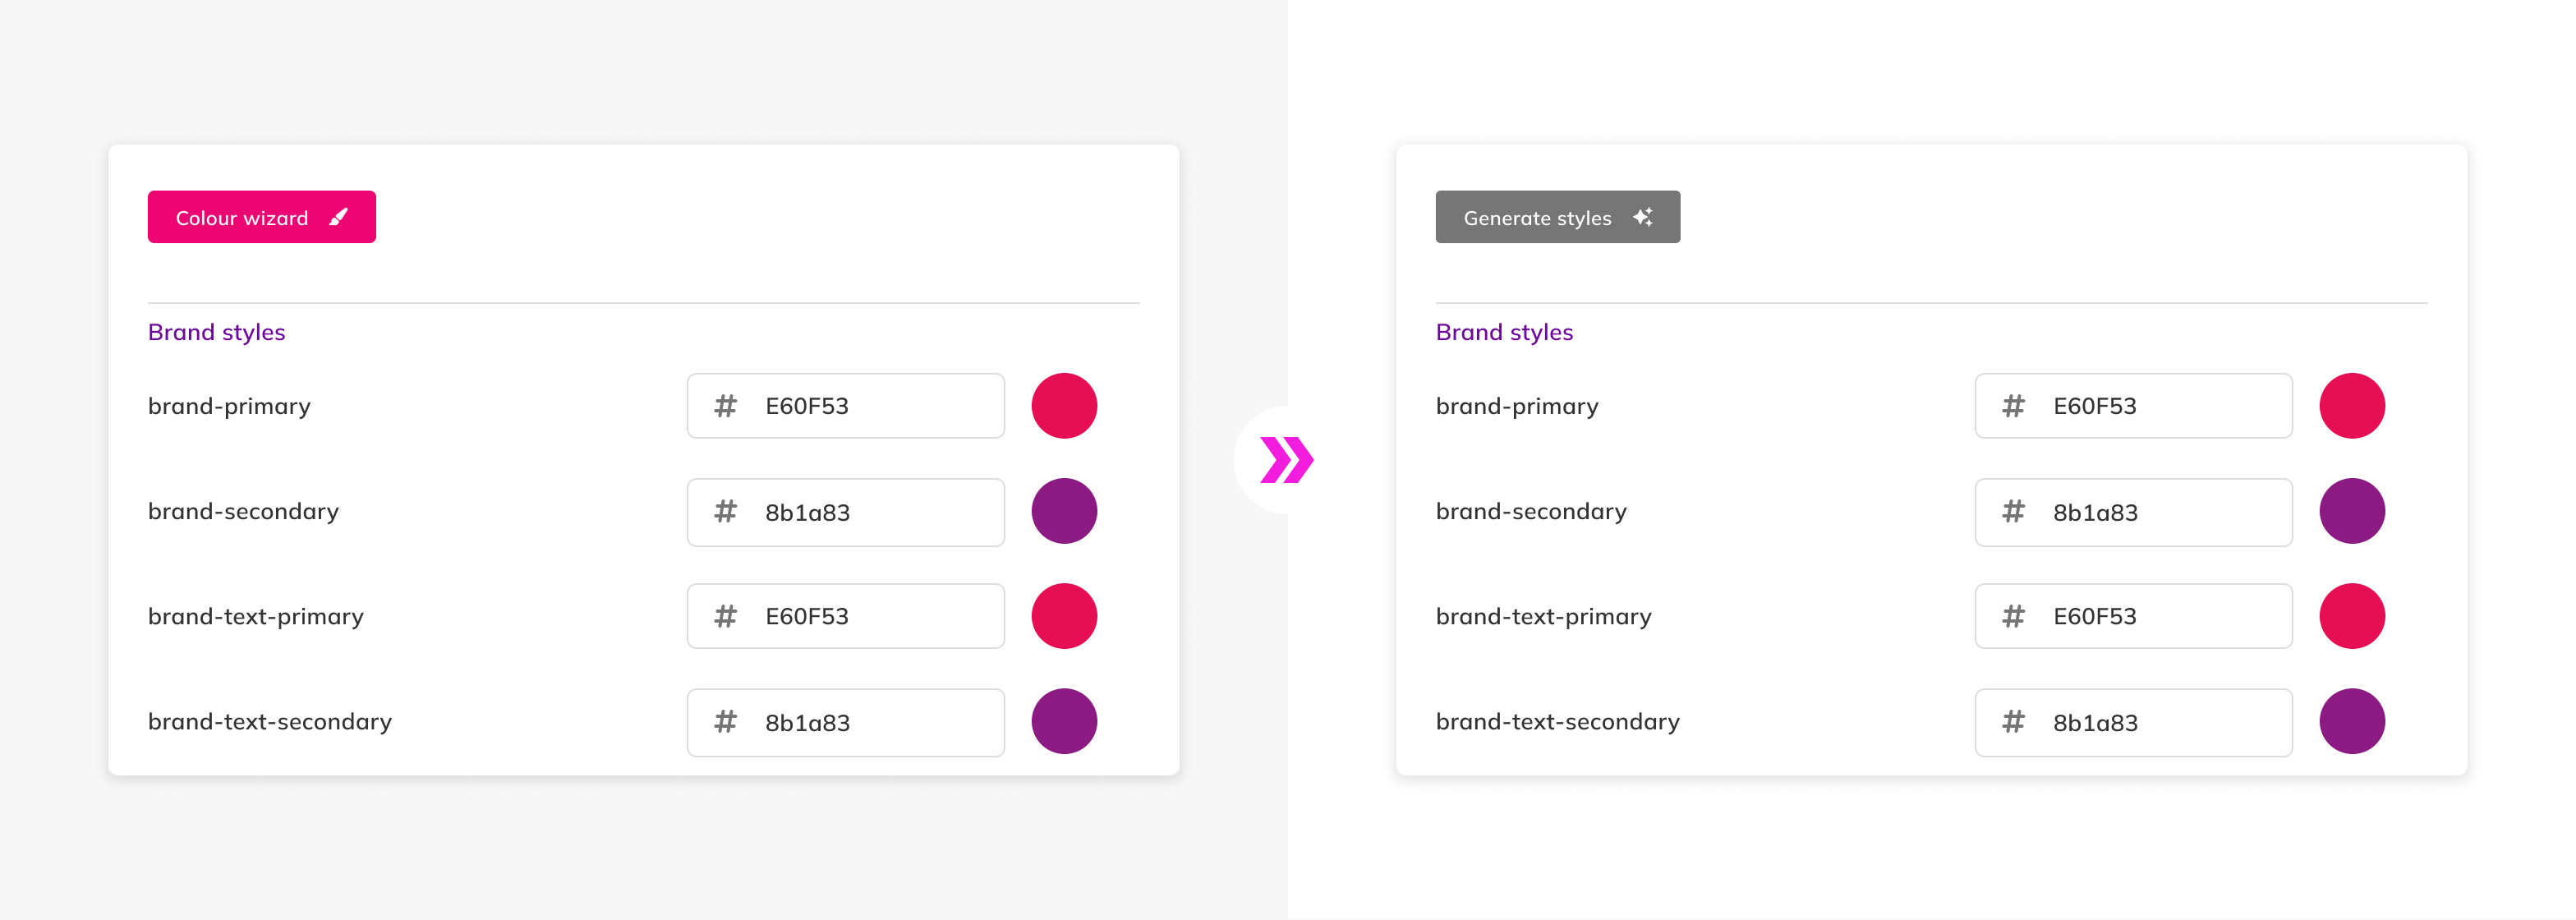 Colour wizard
Brand styles
brand-primary
# E60F53
brand-secondary
# 8b1a83
brand-text-primary
# E60F53
brand-text-secondary
# 8b1a83
Generate styles
Brand styles
brand-primary
# E60F53
brand-secondary
# 8b1a83
brand-text-primary
# E60F53
brand-text-secondary
# 8b1a83